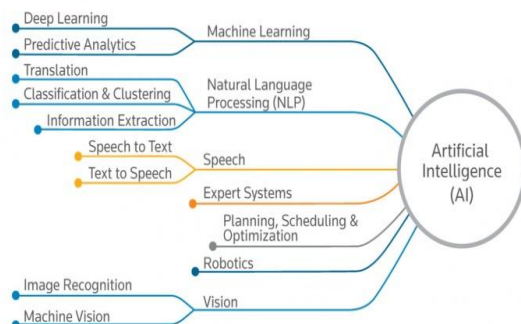 Deep Learning
Machine Learning
Predictive Analytics
Translation
Natural Language
Processing (NLP)
Classification & Clustering
Information Extraction
Speech to Text
Speech
Text to Speech
Expert Systems
Planning, Scheduling &
Optimization
Robotics
Image Recognition
Vision
Machine Vision
Artificial
Intelligence
(AI)